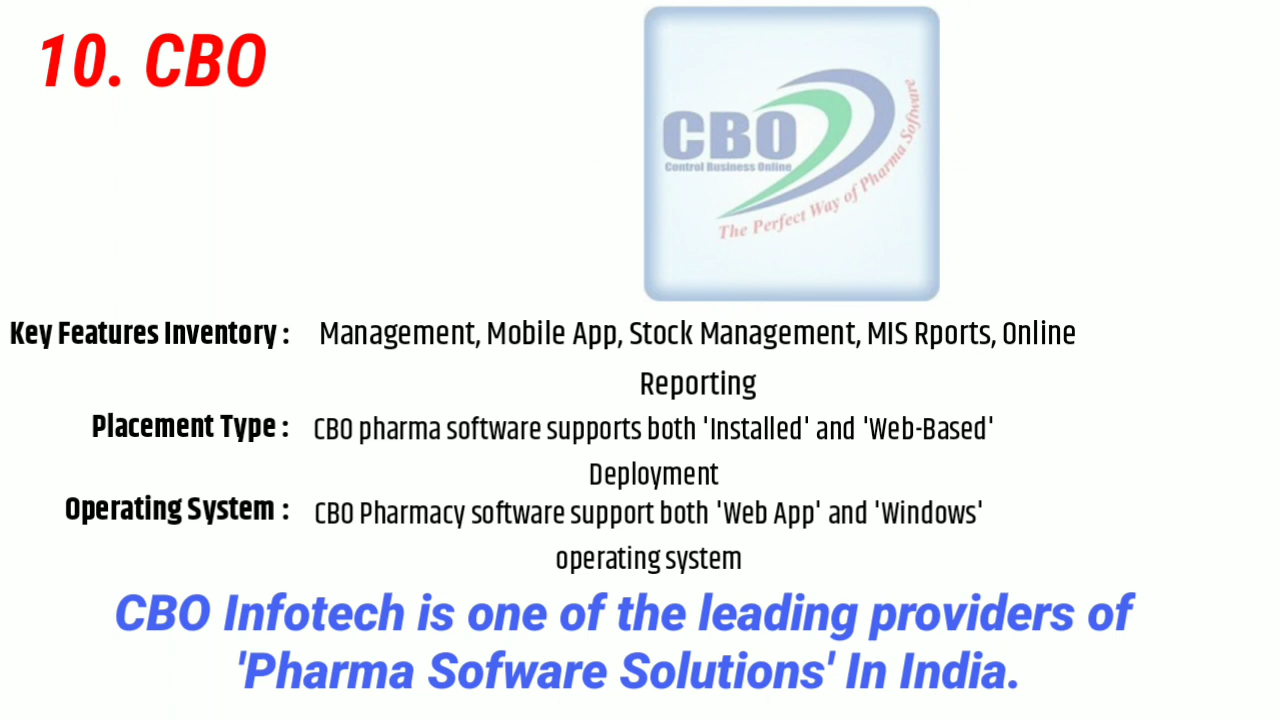 10. CBO
CBO
Control Business Online
The Perfect Way of Pharma Software
Key Features Inventory : Management, Mobile App, Stock Management, MIS Rports, Online
Reporting
Placement Type : CBO pharma software supports both 'Installed' and 'Web-Based'
Deployment
Operating System : CBO Pharmacy software support both 'Web App' and 'Windows'
operating system
CBO Infotech is one of the leading providers of
'Pharma Sofware Solutions' In India.